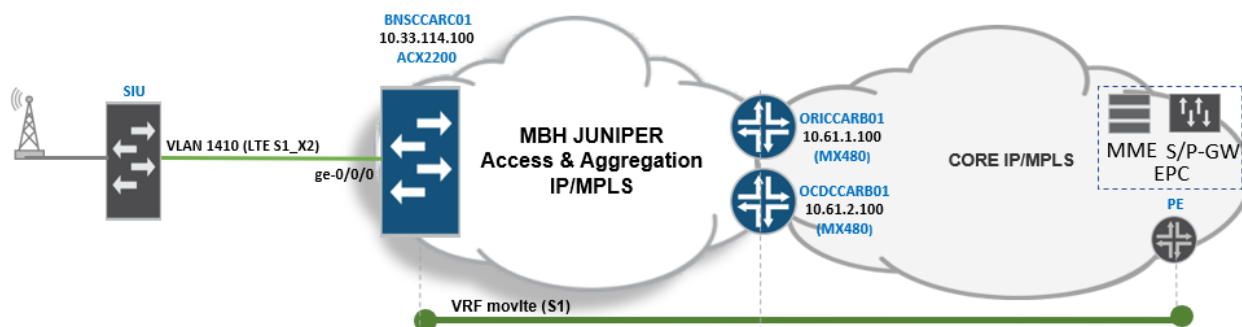 BNSCCARC01
10.33.114.100
ACX2200
SIU
VLAN 1410 (LTE S1_X2)
ge-0/0/0
MBH JUNIPER
Access & Aggregation
IP/MPLS
ORICCARB01
10.61.1.100
(MX480)
OCDCCARB01
10.61.2.100
(MX480)
CORE IP/MPLS
MME S/P-GW
EPC
PE
VRF movlte (S1)